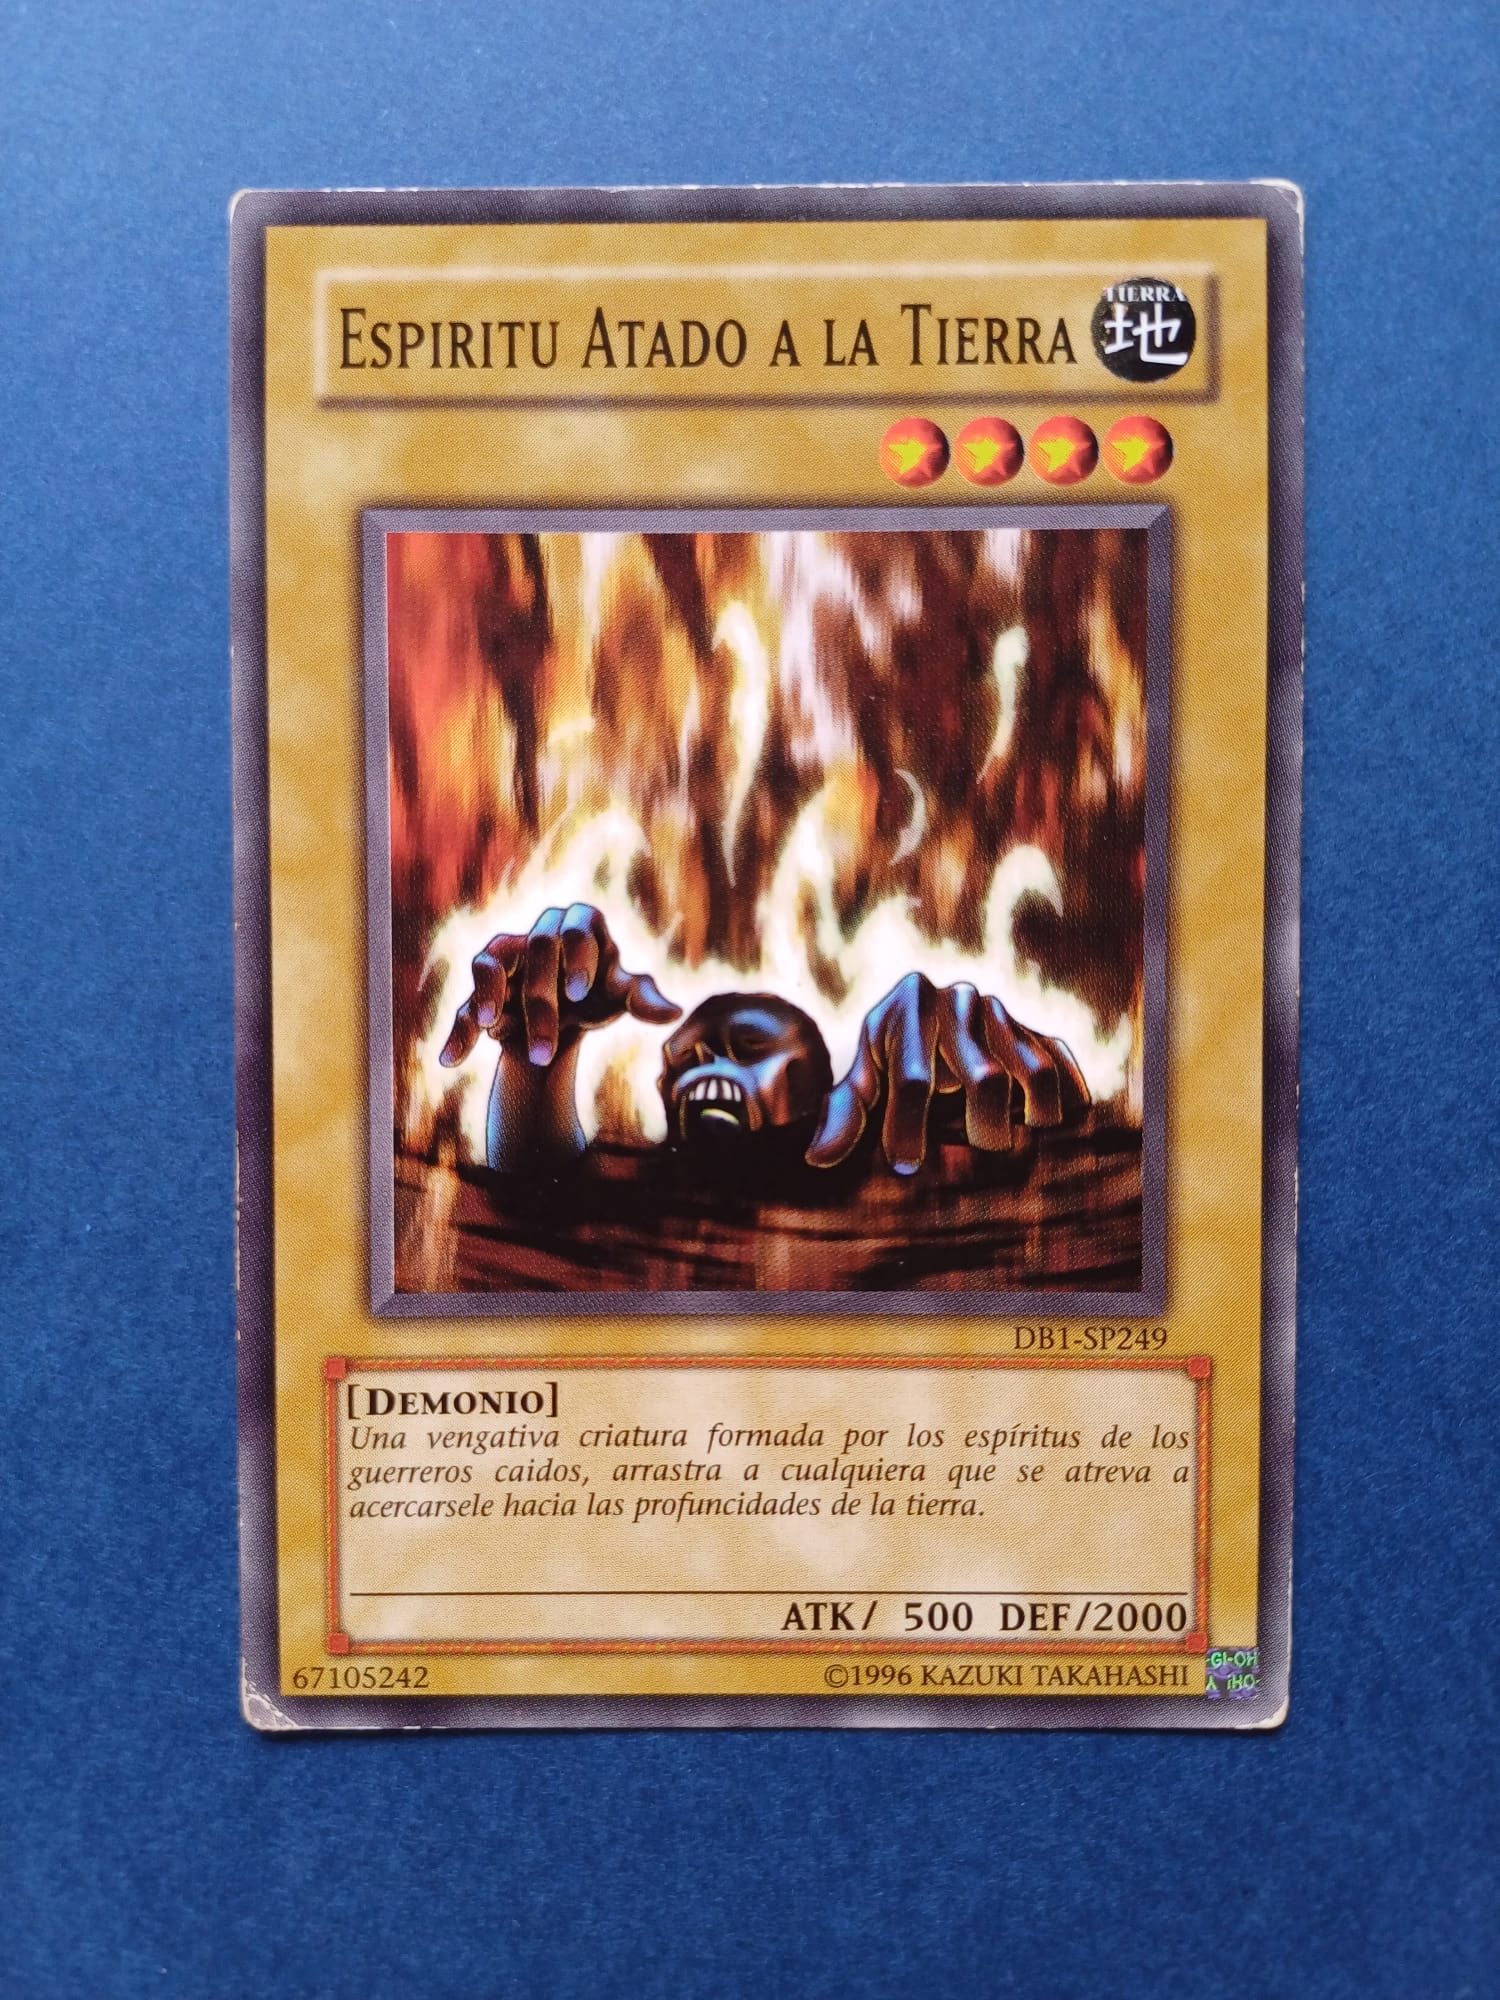 ESPIRITU ATADO A LA TIERRA
TIERRA
地
DB1-SP249
[DEMONIO]
Una vengativa criatura formada por los espíritus de los
guerreros caidos, arrastra a cualquiera que se atreva a
acercarsele hacia las profuncidades de la tierra.
ATK/ 500 DEF/2000
67105242
©1996 KAZUKI TAKAHASHI
-GI-OH